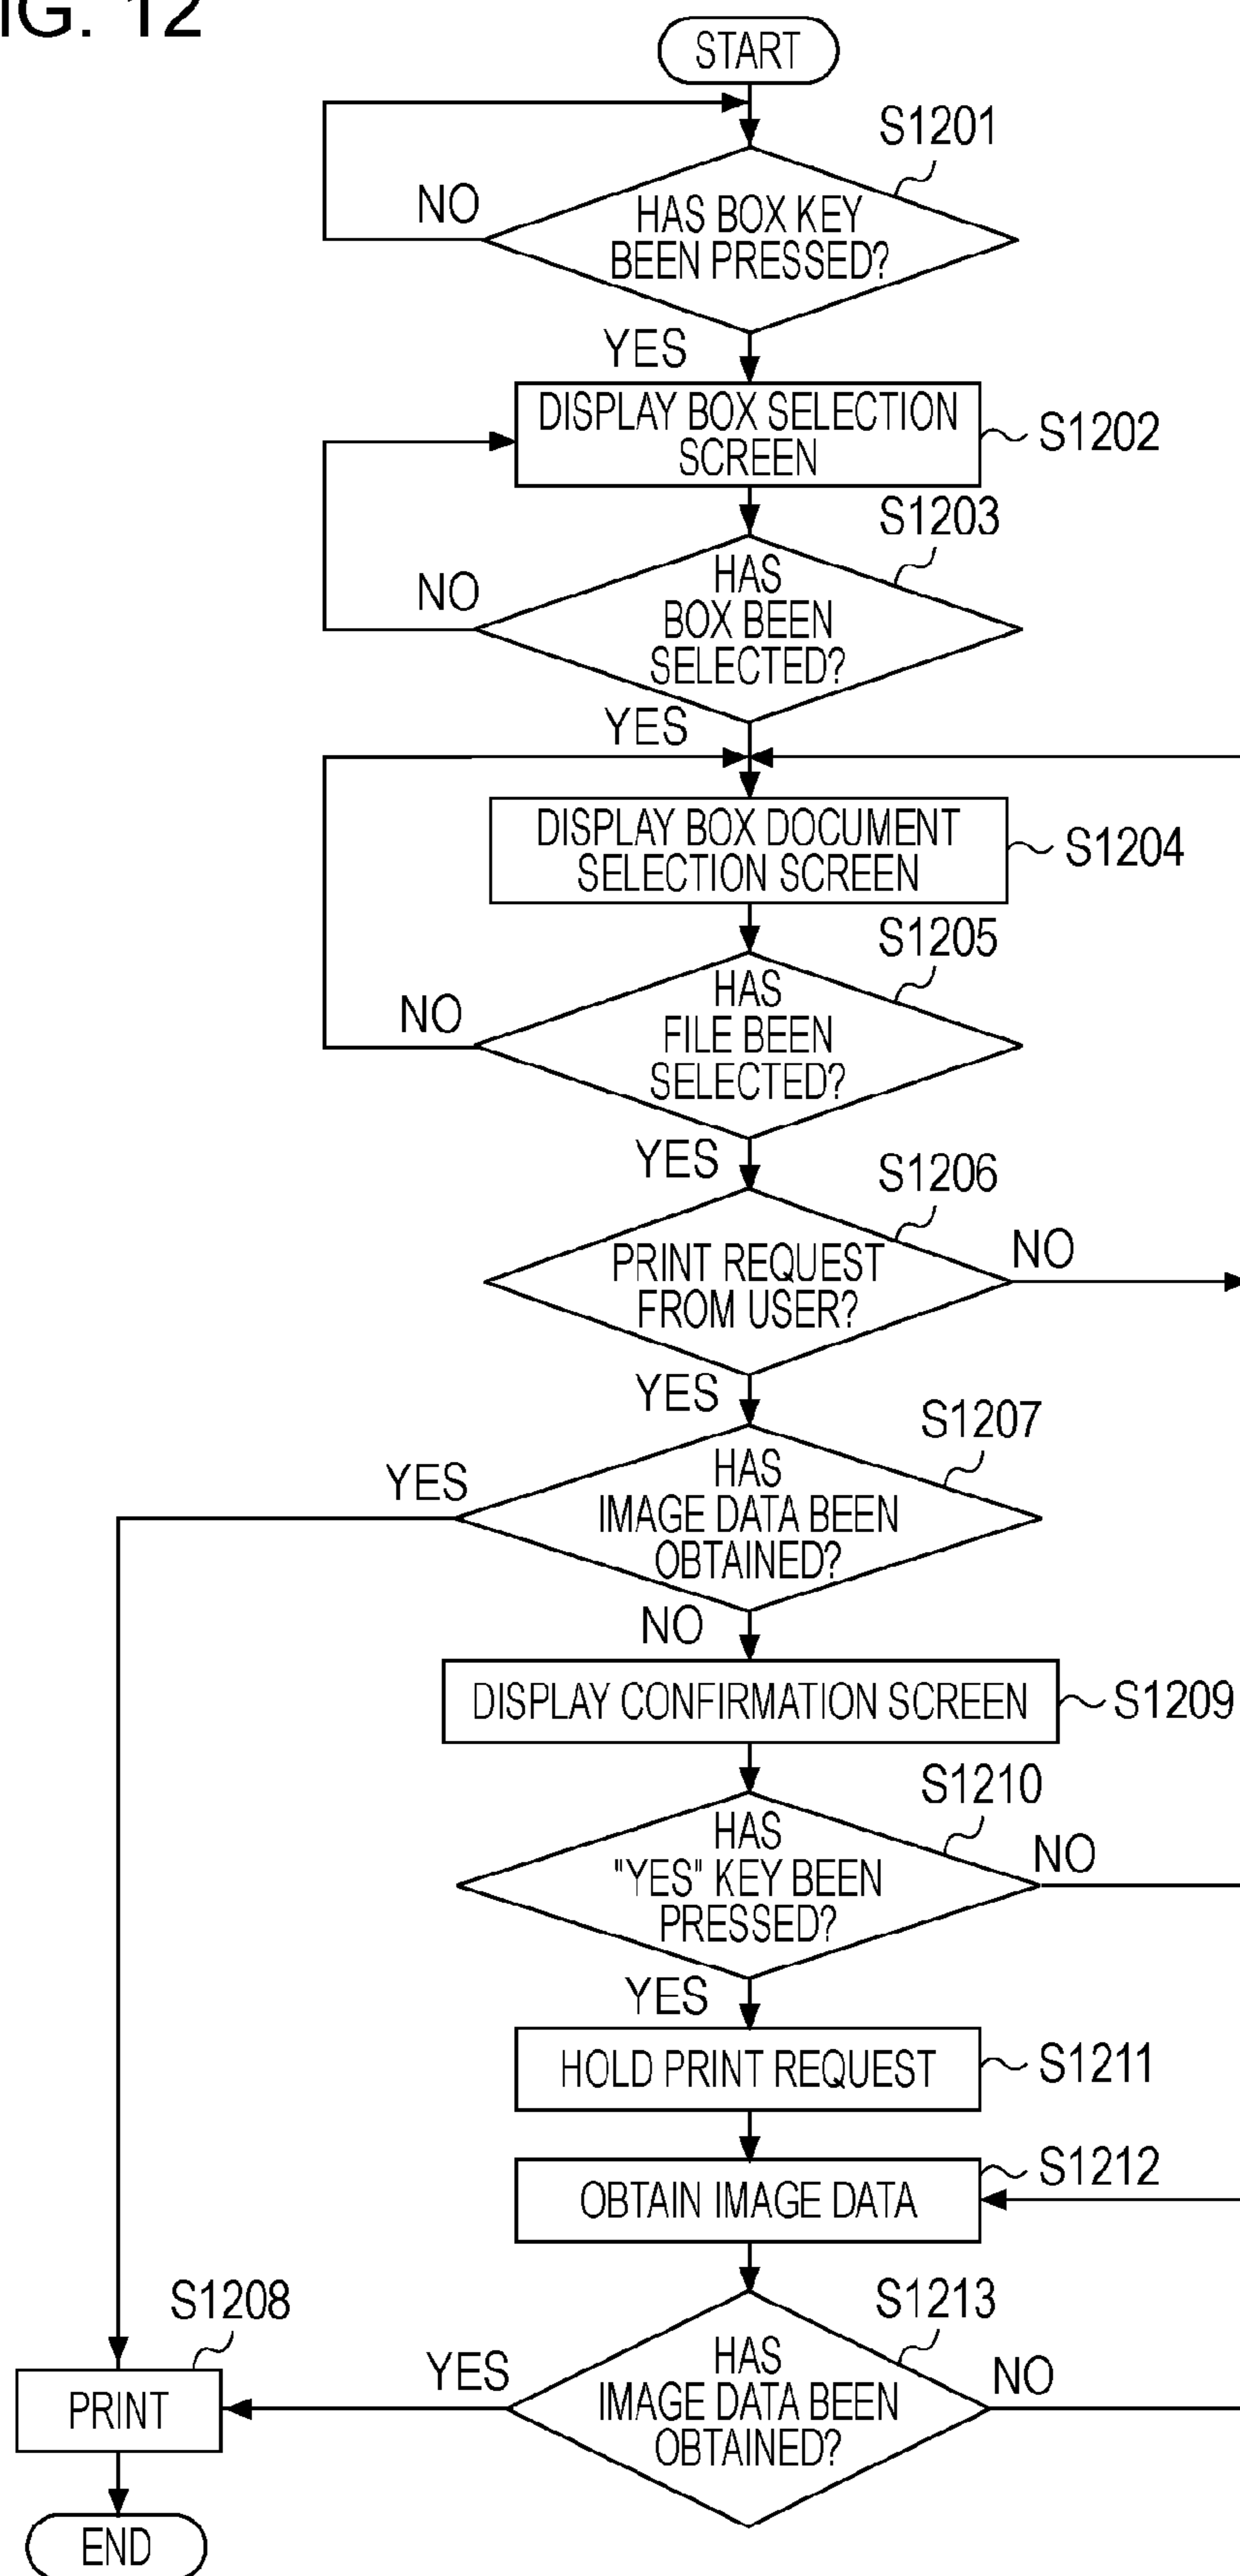 IG. 12
START
S1201
NO
HAS BOX KEY
BEEN PRESSED?
YES
DISPLAY BOX SELECTION
SCREEN
S1202
S1203
NO
HAS
BOX BEEN
SELECTED?
YES
DISPLAY BOX DOCUMENT
SELECTION SCREEN
S1204
S1205
NO
HAS
FILE BEEN
SELECTED?
YES
S1206
NO
PRINT REQUEST
FROM USER?
YES
S1207
YES
HAS
IMAGE DATA BEEN
OBTAINED?
NO
DISPLAY CONFIRMATION SCREEN
S1209
S1210
NO
HAS
"YES" KEY BEEN
PRESSED?
YES
HOLD PRINT REQUEST
S1211
S1212
OBTAIN IMAGE DATA
S1208
S1213
YES
HAS
IMAGE DATA BEEN
OBTAINED?
NO
PRINT
END